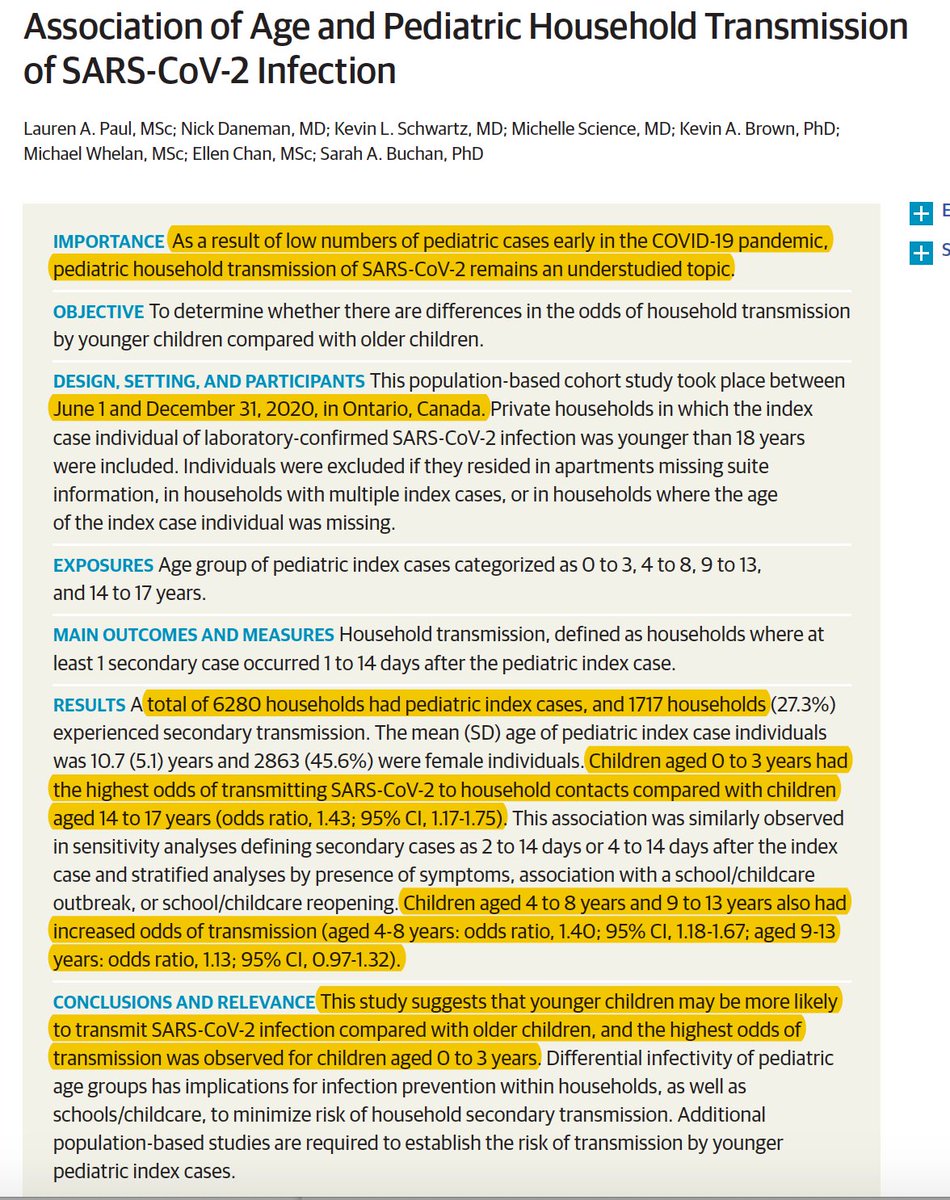 Association of Age and Pediatric Household Transmission
of SARS-CoV-2 Infection
Lauren A. Paul, MSc; Nick Daneman, MD; Kevin L. Schwartz, MD; Michelle Science, MD; Kevin A. Brown, PhD;
Michael Whelan, MSc; Ellen Chan, MSc; Sarah A. Buchan, PhD
IMPORTANCE As a result of low numbers of pediatric cases early in the COVID-19 pandemic,
pediatric household transmission of SARS-CoV-2 remains an understudied topic.
OBJECTIVE To determine whether there are differences in the odds of household transmission
by younger children compared with older children.
DESIGN, SETTING, AND PARTICIPANTS This population-based cohort study took place between
June 1 and December 31, 2020, in Ontario, Canada. Private households in which the index
case individual of laboratory-confirmed SARS-CoV-2 infection was younger than 18 years
were included. Individuals were excluded if they resided in apartments missing suite
information, in households with multiple index cases, or in households where the age
of the index case individual was missing.
EXPOSURES Age group of pediatric index cases categorized as 0 to 3, 4 to 8, 9 to 13,
and 14 to 17 years.
MAIN OUTCOMES AND MEASURES Household transmission, defined as households where at
least 1 secondary case occurred 1 to 14 days after the pediatric index case.
RESULTS A total of 6280 households had pediatric index cases, and 1717 households (27.3%)
experienced secondary transmission. The mean (SD) age of pediatric index case individuals
was 10.7 (5.1) years and 2863 (45.6%) were female individuals. Children aged 0 to 3 years had
the highest odds of transmitting SARS-CoV-2 to household contacts compared with children
aged 14 to 17 years (odds ratio, 1.43; 95% CI, 1.17-1.75). This association was similarly observed
in sensitivity analyses defining secondary cases as 2 to 14 days or 4 to 14 days after the index
case and stratified analyses by presence of symptoms, association with a school/childcare
outbreak, or school/childcare reopening. Children aged 4 to 8 years and 9 to 13 years also had
increased odds of transmission (aged 4-8 years: odds ratio, 1.40; 95% CI, 1.18-1.67; aged 9-13
years: odds ratio, 1.13; 95% CI, 0.97-1.32).
CONCLUSIONS AND RELEVANCE This study suggests that younger children may be more likely
to transmit SARS-CoV-2 infection compared with older children, and the highest odds of
transmission was observed for children aged 0 to 3 years. Differential infectivity of pediatric
age groups has implications for infection prevention within households, as well as
schools/childcare, to minimize risk of household secondary transmission. Additional
population-based studies are required to establish the risk of transmission by younger
pediatric index cases.